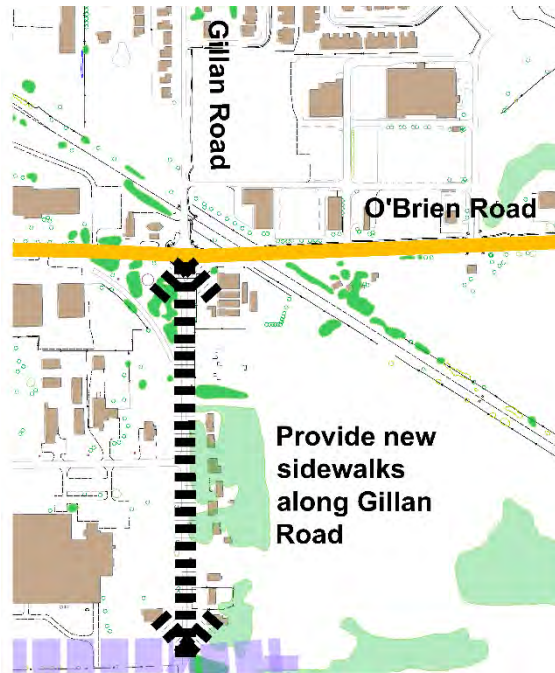 Gillan Road
O'Brien Road
Provide new
sidewalks
along Gillan
Road